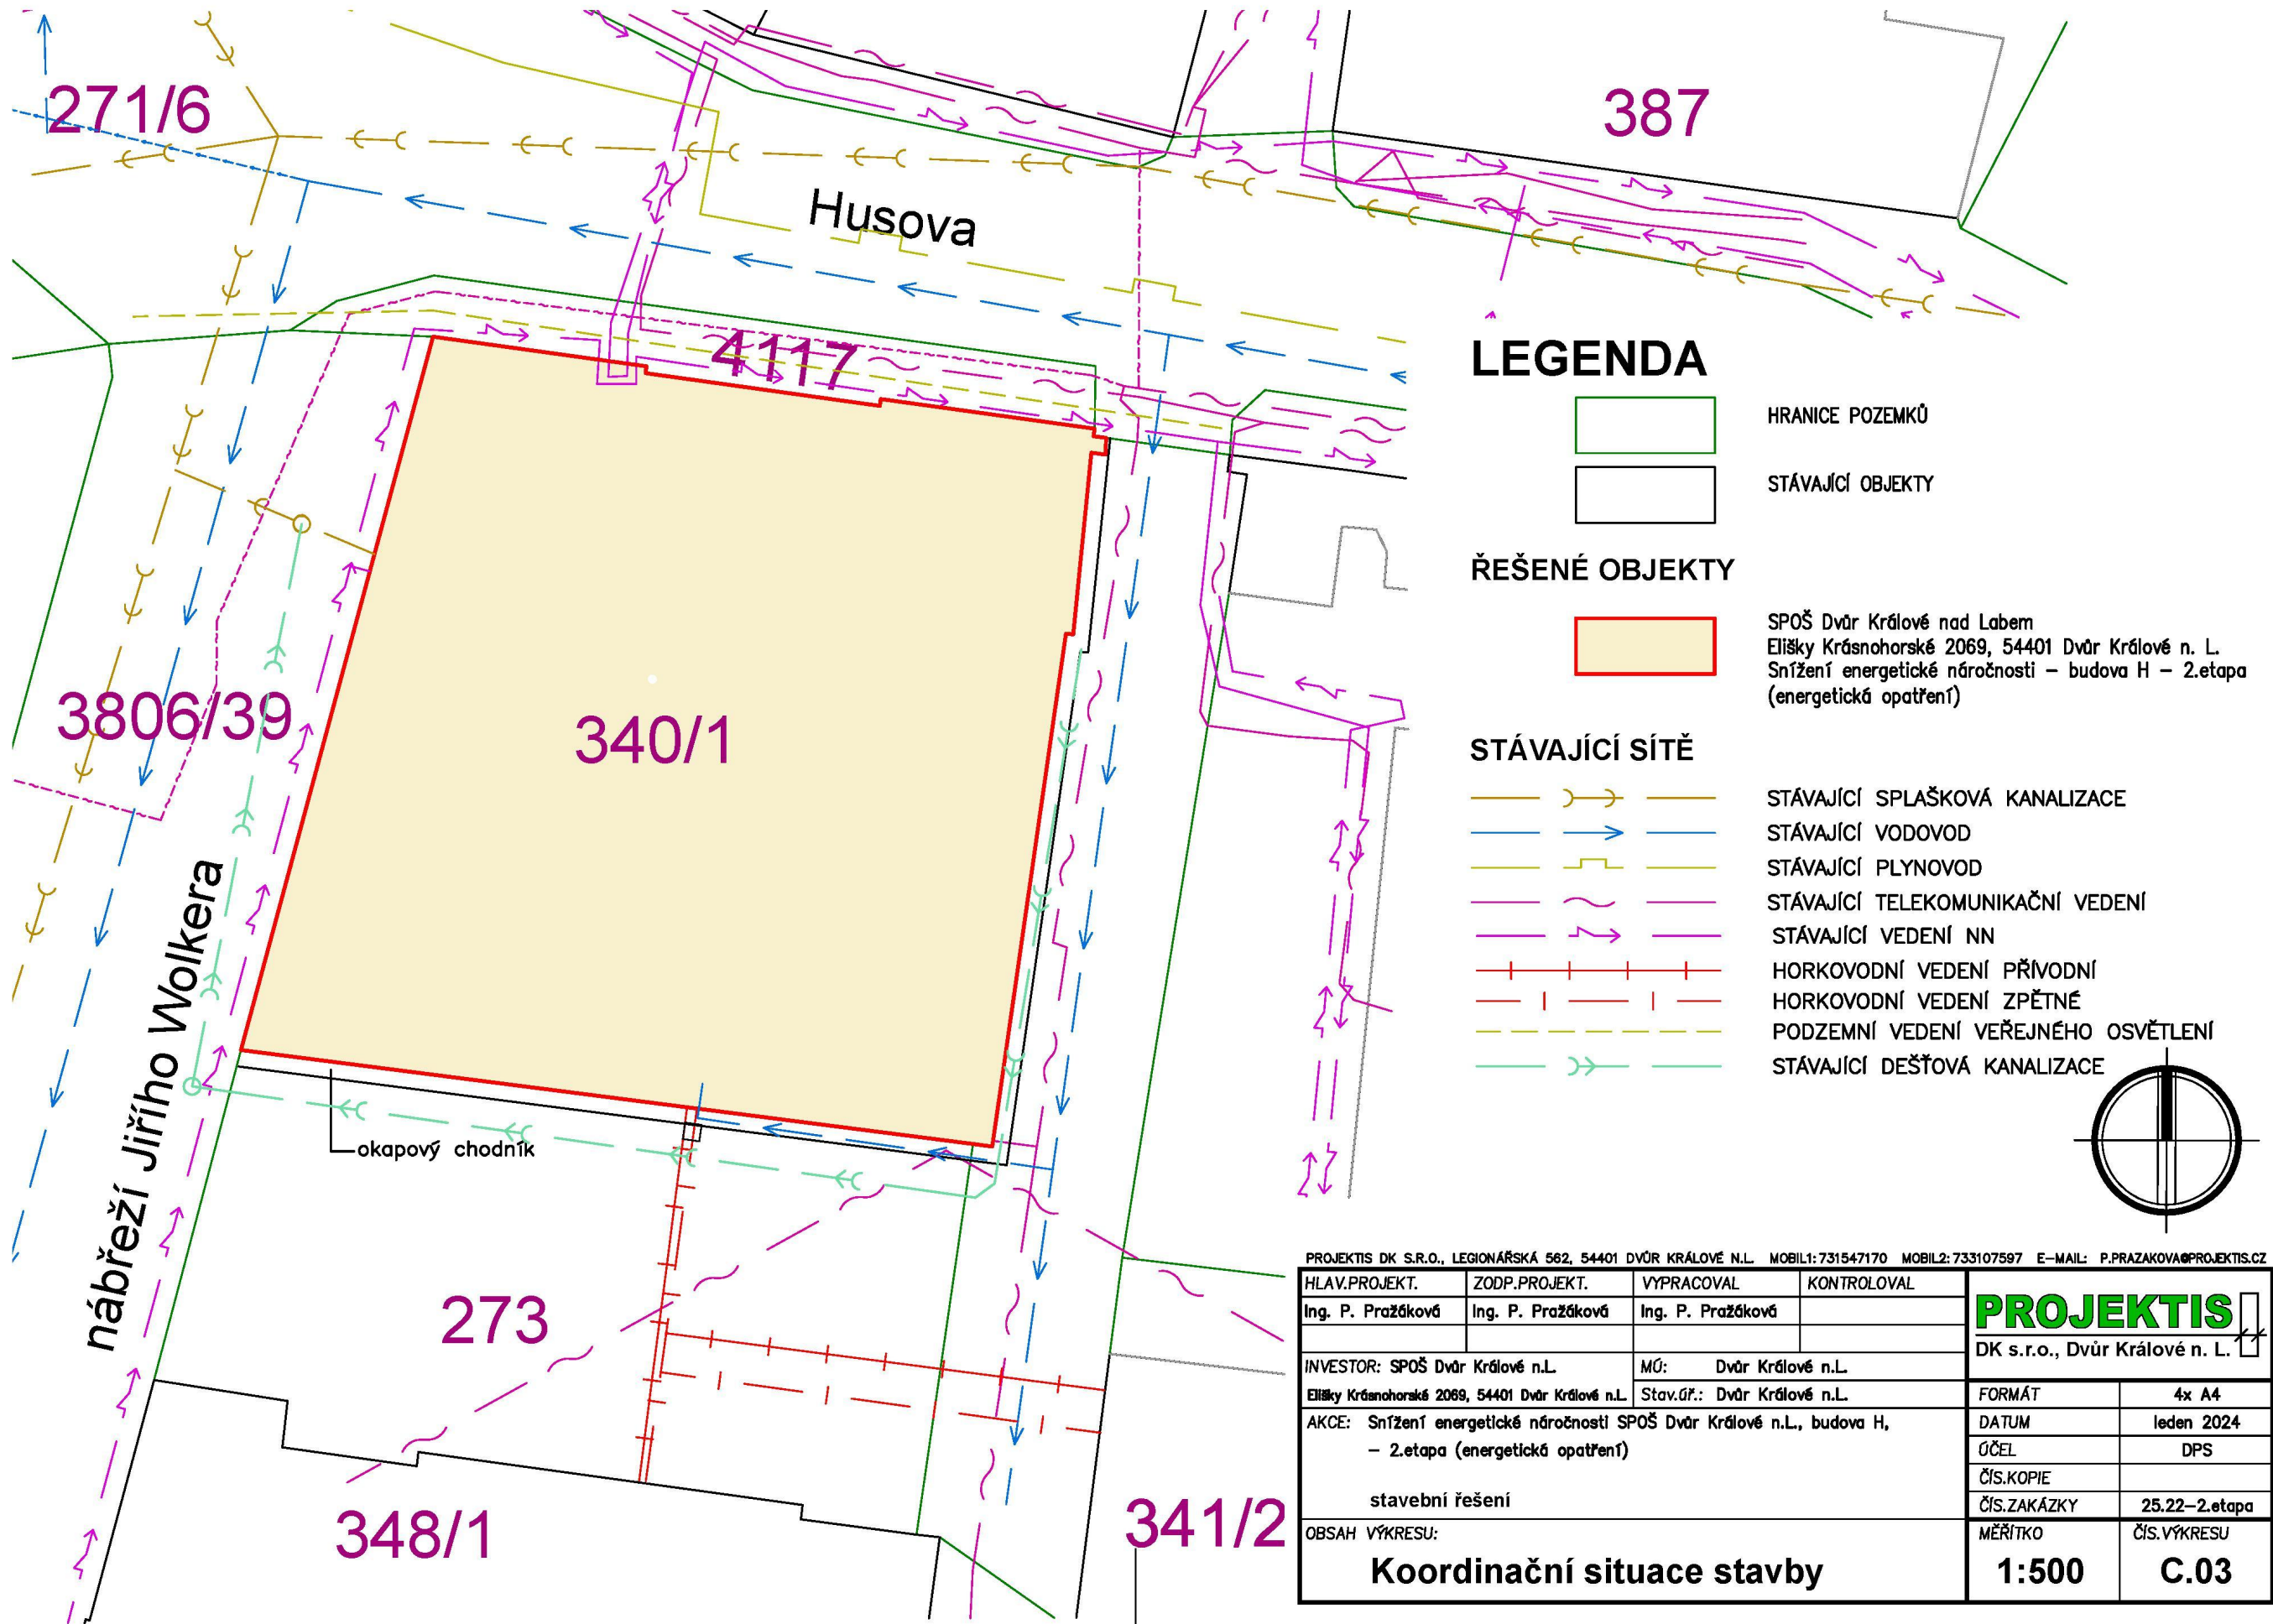 271/6
387
Husova
4117
3806/39
340/1
nábřeží Jiřího Wolkera
okapový chodník
273
348/1
341/2
LEGENDA
HRANICE POZEMKŮ
STÁVAJÍCÍ OBJEKTY
ŘEŠENÉ OBJEKTY
SPOŠ Dvůr Králové nad Labem
Elišky Krásnohorské 2069, 54401 Dvůr Králové n. L.
Snížení energetické náročnosti – budova H – 2.etapa
(energetická opatření)
STÁVAJÍCÍ SÍTĚ
STÁVAJÍCÍ SPLAŠKOVÁ KANALIZACE
STÁVAJÍCÍ VODOVOD
STÁVAJÍCÍ PLYNOVOD
STÁVAJÍCÍ TELEKOMUNIKAČNÍ VEDENÍ
STÁVAJÍCÍ VEDENÍ NN
HORKOVODNÍ VEDENÍ PŘÍVODNÍ
HORKOVODNÍ VEDENÍ ZPĚTNÉ
PODZEMNÍ VEDENÍ VEŘEJNÉHO OSVĚTLENÍ
STÁVAJÍCÍ DEŠŤOVÁ KANALIZACE
PROJEKTIS DK S.R.O., LEGIONÁŘSKÁ 562, 54401 DVŮR KRÁLOVÉ N.L. MOBIL1:731547170 MOBIL2:733107597 E–MAIL: P.PRAZAKOVA@PROJEKTIS.CZ
HLAV.PROJEKT. ZODP.PROJEKT. VYPRACOVAL KONTROLOVAL
Ing. P. Pražáková Ing. P. Pražáková Ing. P. Pražáková
PROJEKTIS
DK s.r.o., Dvůr Králové n. L.
INVESTOR: SPOŠ Dvůr Králové n.L. MÚ: Dvůr Králové n.L.
Elišky Krásnohorské 2069, 54401 Dvůr Králové n.L. Stav.úř.: Dvůr Králové n.L.
AKCE: Snížení energetické náročnosti SPOŠ Dvůr Králové n.L., budova H,
– 2.etapa (energetická opatření)
stavební řešení
FORMÁT 4x A4
DATUM leden 2024
ÚČEL DPS
ČÍS.KOPIE
ČÍS.ZAKÁZKY 25.22–2.etapa
OBSAH VÝKRESU:
Koordinační situace stavby
MĚŘÍTKO ČÍS.VÝKRESU
1:500 C.03